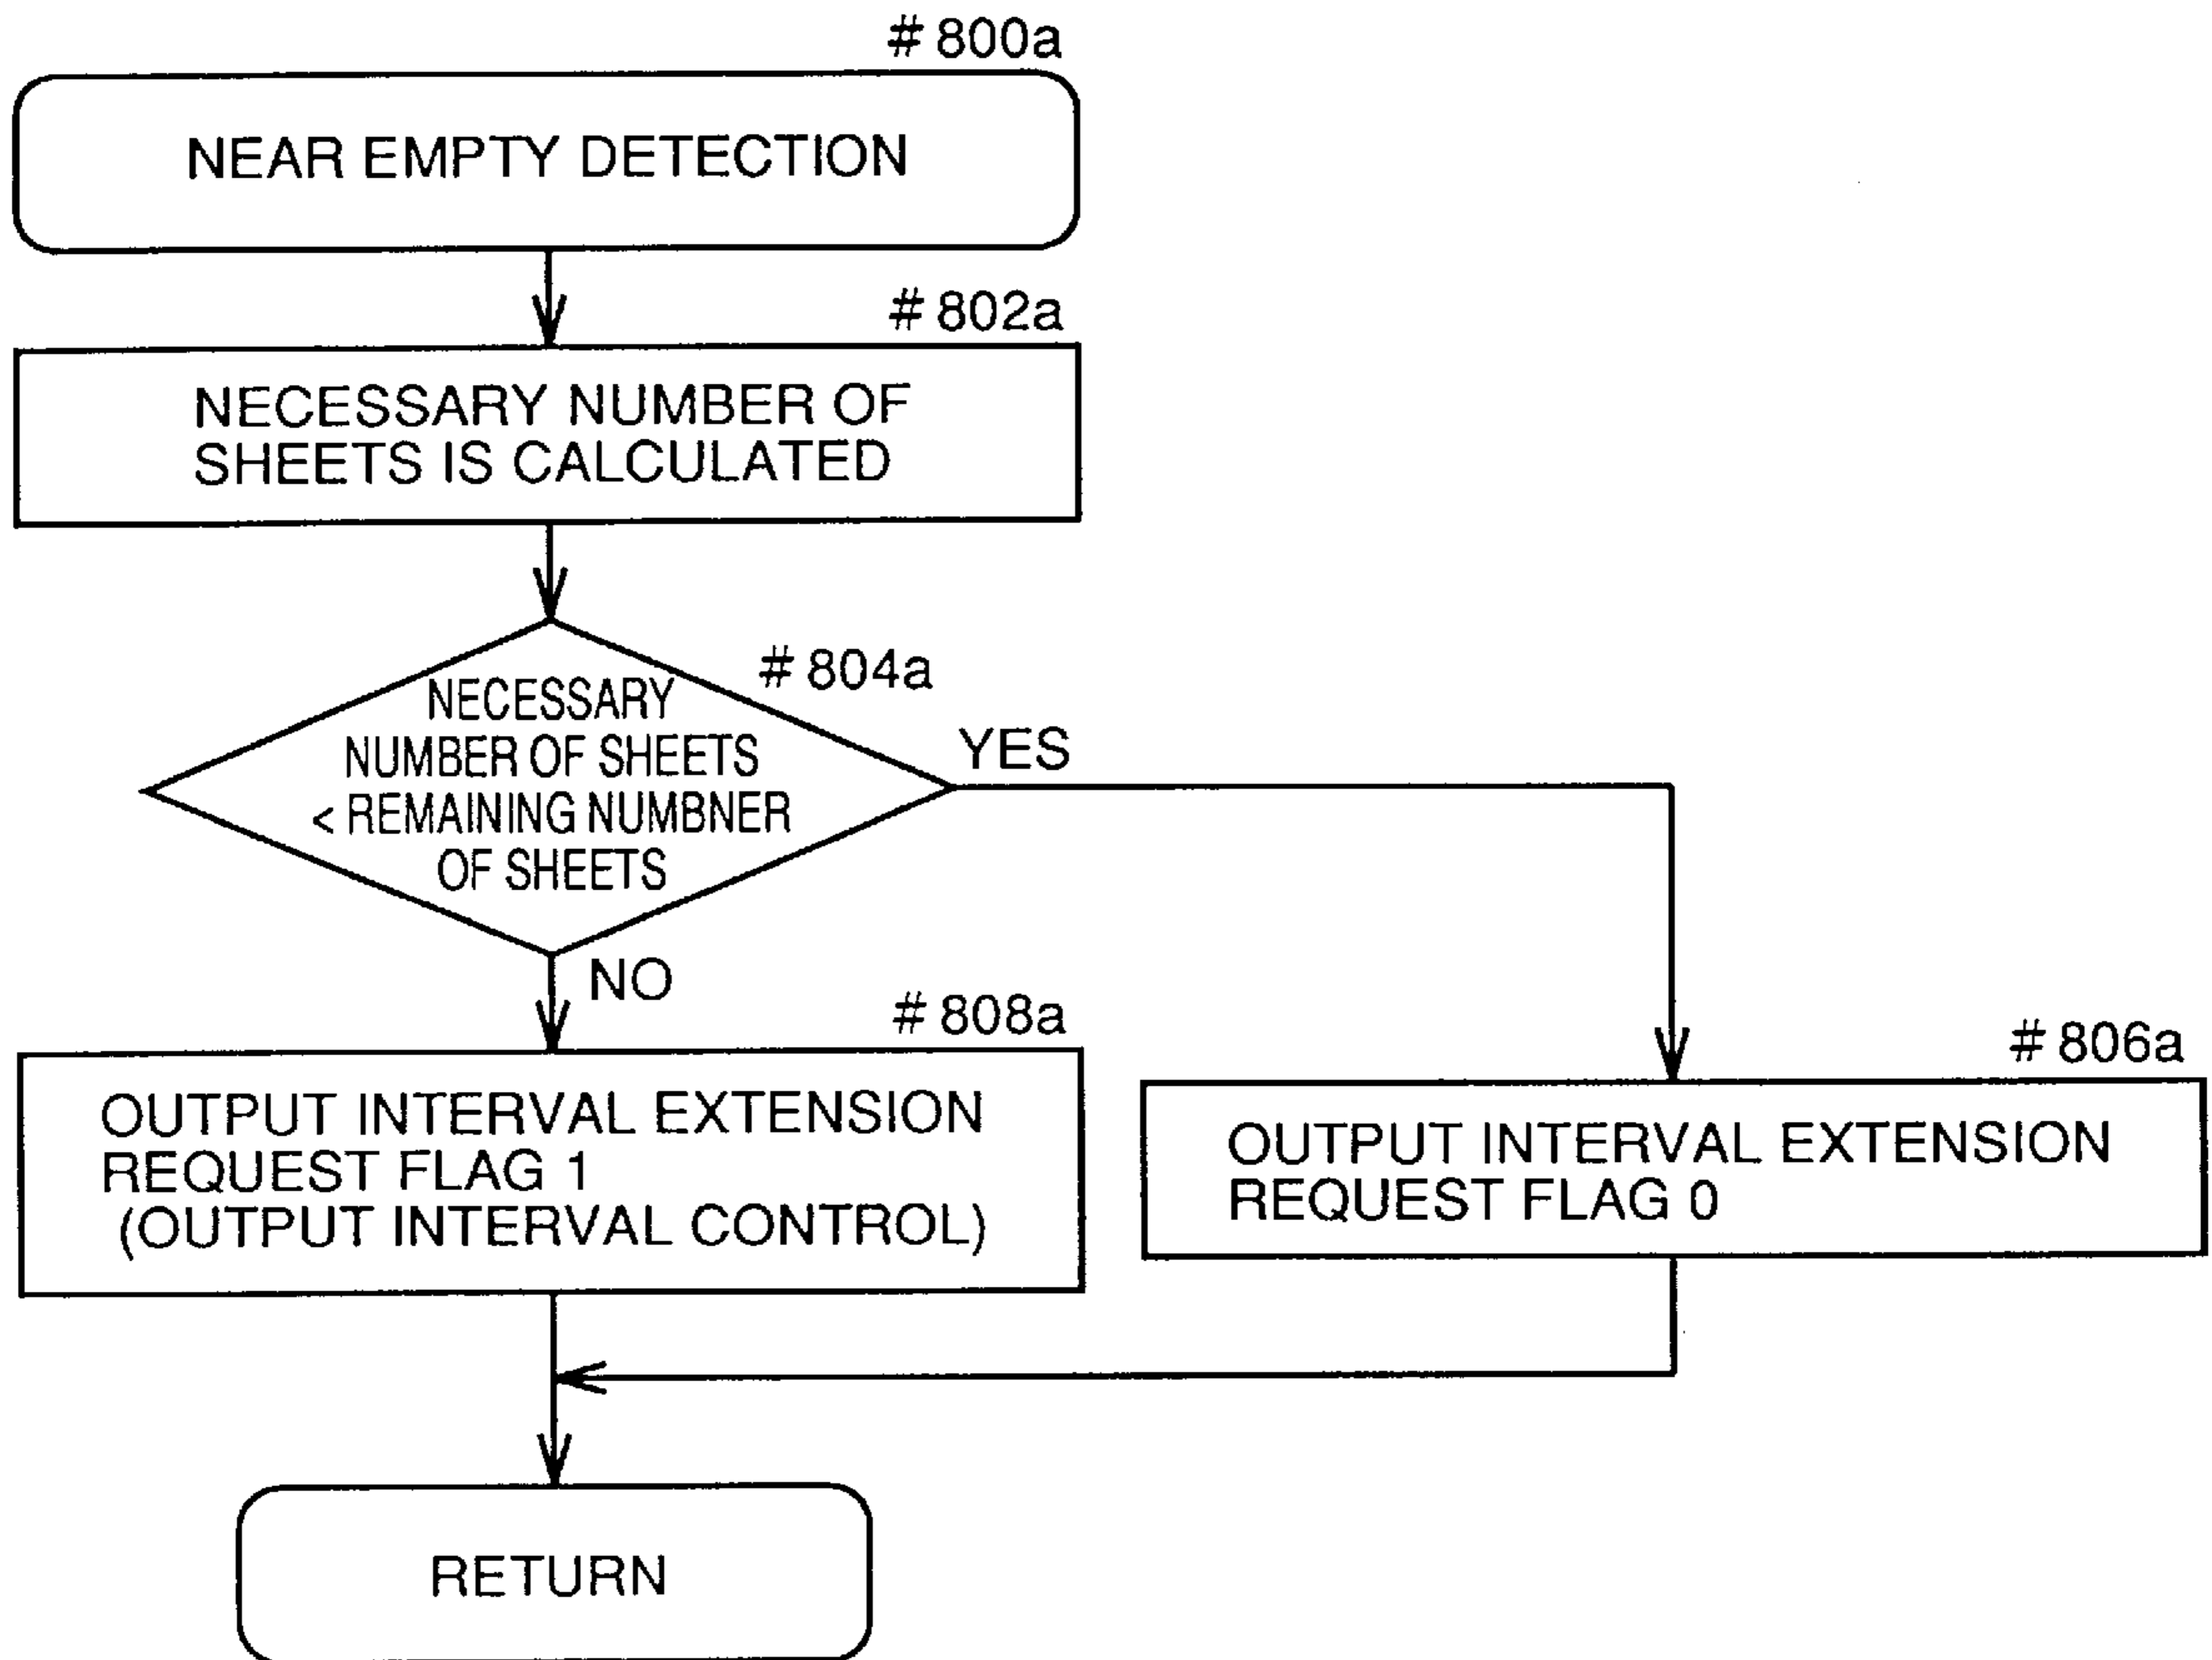 # 800a
NEAR EMPTY DETECTION
# 802a
NECESSARY NUMBER OF
SHEETS IS CALCULATED
# 804a
NECESSARY
NUMBER OF SHEETS
< REMAINING NUMBNER
OF SHEETS
YES
NO
# 808a
OUTPUT INTERVAL EXTENSION
REQUEST FLAG 1
(OUTPUT INTERVAL CONTROL)
# 806a
OUTPUT INTERVAL EXTENSION
REQUEST FLAG 0
RETURN